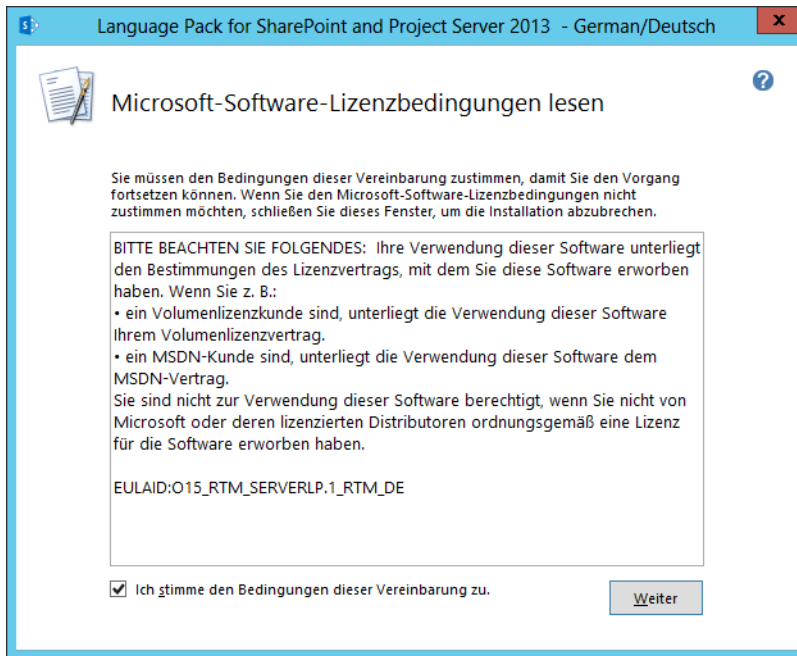 Language Pack for SharePoint and Project Server 2013 - German/Deutsch
Microsoft-Software-Lizenzbedingungen lesen
Sie müssen den Bedingungen dieser Vereinbarung zustimmen, damit Sie den Vorgang
fortsetzen können. Wenn Sie den Microsoft-Software-Lizenzbedingungen nicht
zustimmen möchten, schließen Sie dieses Fenster, um die Installation abzubrechen.
BITTE BEACHTEN SIE FOLGENDES: Ihre Verwendung dieser Software unterliegt
den Bestimmungen des Lizenzvertrags, mit dem Sie diese Software erworben
haben. Wenn Sie z. B.:
• ein Volumenlizenzkunde sind, unterliegt die Verwendung dieser Software
Ihrem Volumenlizenzvertrag.
• ein MSDN-Kunde sind, unterliegt die Verwendung dieser Software dem
MSDN-Vertrag.
Sie sind nicht zur Verwendung dieser Software berechtigt, wenn Sie nicht von
Microsoft oder deren lizenzierten Distributoren ordnungsgemäß eine Lizenz
für die Software erworben haben.
EULAID:O15_RTM_SERVERLP.1_RTM_DE
Ich stimme den Bedingungen dieser Vereinbarung zu.
Weiter